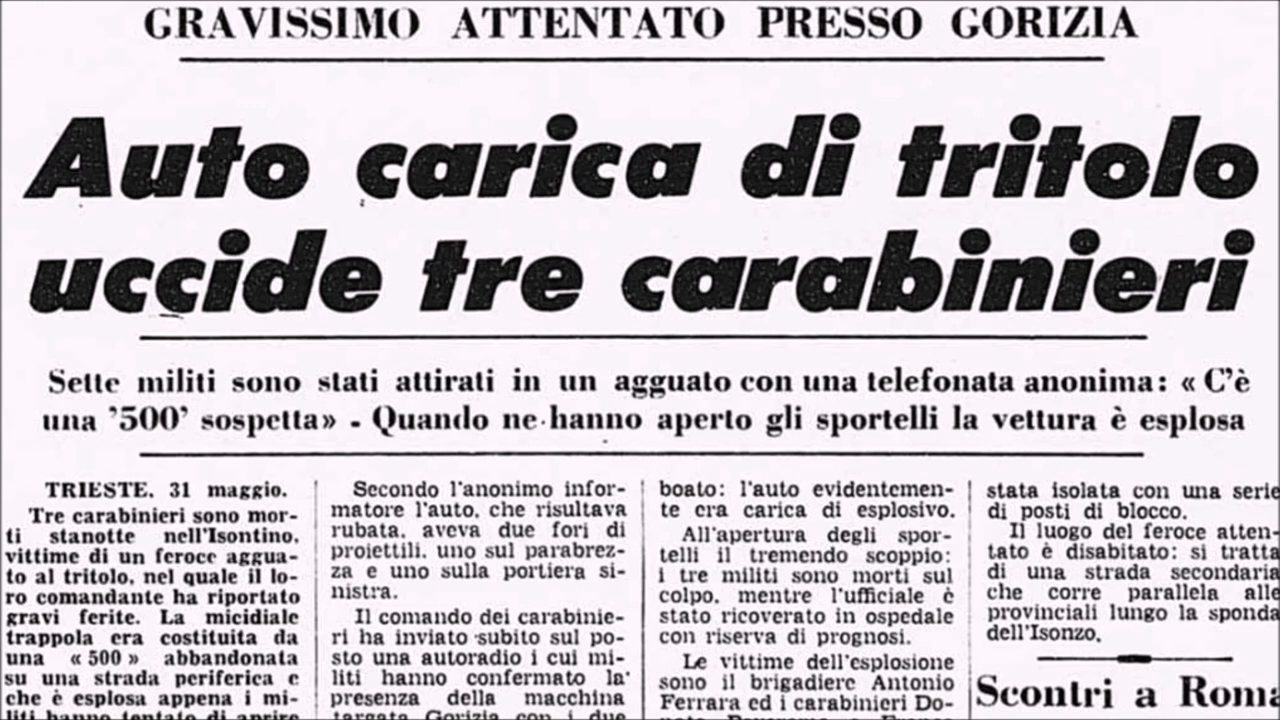 GRAVISSIMO ATTENTATO PRESSO GORIZIA
Auto carica di tritolo
uccide tre carabinieri
Sette militi sono stati attirati in un agguato con una telefonata anonima: « C'è
una '500' sospetta» - Quando ne hanno aperto gli sportelli la vettura è esplosa
TRIESTE, 31 maggio.
Tre carabinieri sono mor-
ti stanotte nell'Isontino,
vittime di un feroce aggua-
to al tritolo, nel quale il lo-
ro comandante ha riportato
gravi ferite. La micidiale
trappola era costituita da
una « 500 » abbandonata
su una strada periferica e
che è esplosa appena i mi-
liti hanno tentato di aprire
Secondo l'anonimo infor-
matore l'auto, che risultava
rubata, aveva due fori di
proiettili, uno sul parabrez-
za e uno sulla portiera si-
nistra.
Il comando dei carabinie-
ri ha inviato subito sul po-
sto una autoradio i cui mi-
liti hanno confermato la
presenza della macchina
targata Gorizia con i due
boato: l'auto evidentemen-
te era carica di esplosivo.
All'apertura degli spor-
telli il tremendo scoppio:
i tre militi sono morti sul
colpo, mentre l'ufficiale è
stato ricoverato in ospedale
con riserva di prognosi.
Le vittime dell'esplosione
sono il brigadiere Antonio
Ferrara ed i carabinieri Do-
stata isolata con una serie
di posti di blocco.
Il luogo del feroce atten-
tato è disabitato: si tratta
di una strada secondaria
che corre parallela alle
provinciali lungo la sponda
dell'Isonzo.
Scontri a Roma